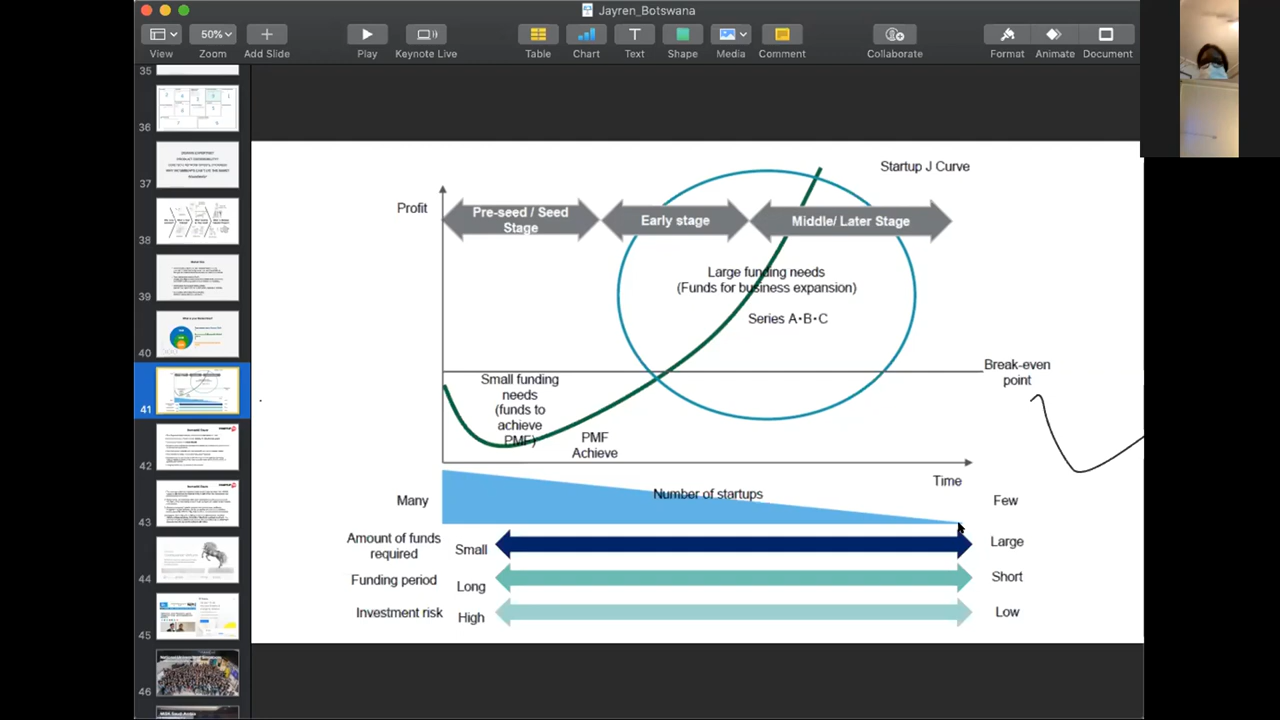 Jayren_Botswana
50%
View
Zoom
Add Slide
Play
Keynote Live
Table
Chart
Text
Shape
Media
Comment
Collaborate
Format
Animate
Document
35
36
37
38
39
40
41
42
43
44
45
46
Startup J Curve
Profit
Pre-seed / Seed
Stage
Early stage
Middle/ Later Stage
Large funding needs
(Funds for business expansion)
Series A・B・C
Break-even
point
Small funding
needs
(funds to
achieve
PMF)
PMF
Achieve
Time
Many
Number of startups
Few
Amount of funds
required
Small
Large
Funding period
Long
Short
Investment risk
High
Low